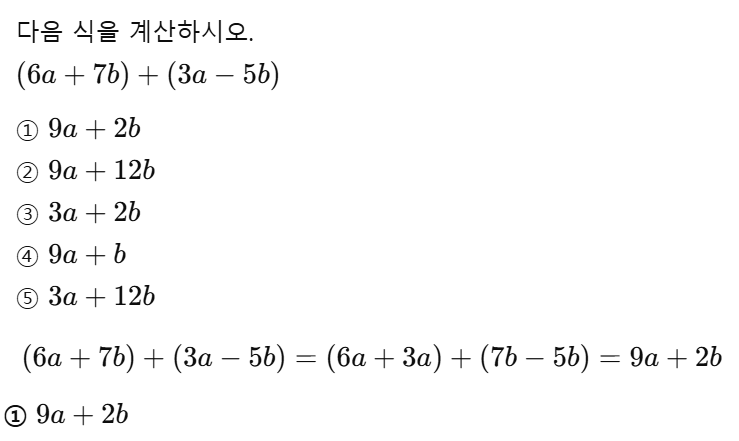 다음 식을 계산하시오.
(6a + 7b) + (3a − 5b)
① 9a + 2b
② 9a + 12b
③ 3a + 2b
④ 9a + b
⑤ 3a + 12b
(6a + 7b) + (3a − 5b) = (6a + 3a) + (7b − 5b) = 9a + 2b
① 9a + 2b